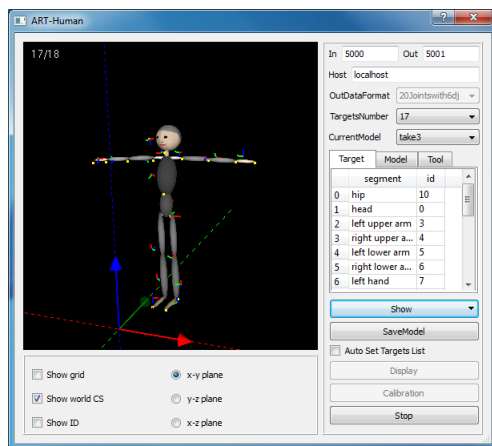 ART-Human
17/18
In 5000 Out 5001
Host localhost
OutDataFormat 20Jointswith6dj
TargetsNumber 17
CurrentModel take3
Target Model Tool
segment id
0 hip 10
1 head 0
2 left upper arm 3
3 right upper a... 4
4 left lower arm 5
5 right lower a... 6
6 left hand 7
Show
SaveModel
Auto Set Targets List
Display
Calibration
Stop
Show grid x-y plane
Show world CS y-z plane
Show ID x-z plane